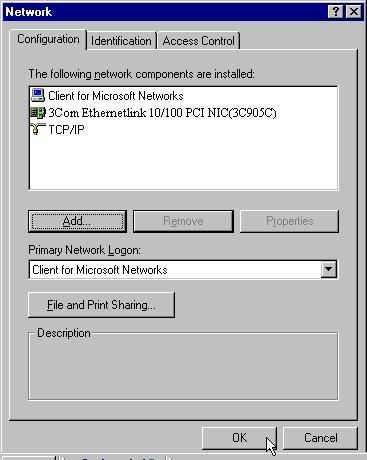 Network
Configuration Identification Access Control
The following network components are installed:
Client for Microsoft Networks
3Com Ethernetlink 10/100 PCI NIC(3C905C)
TCP/IP
Add... Remove Properties
Primary Network Logon:
Client for Microsoft Networks
File and Print Sharing...
Description
OK Cancel